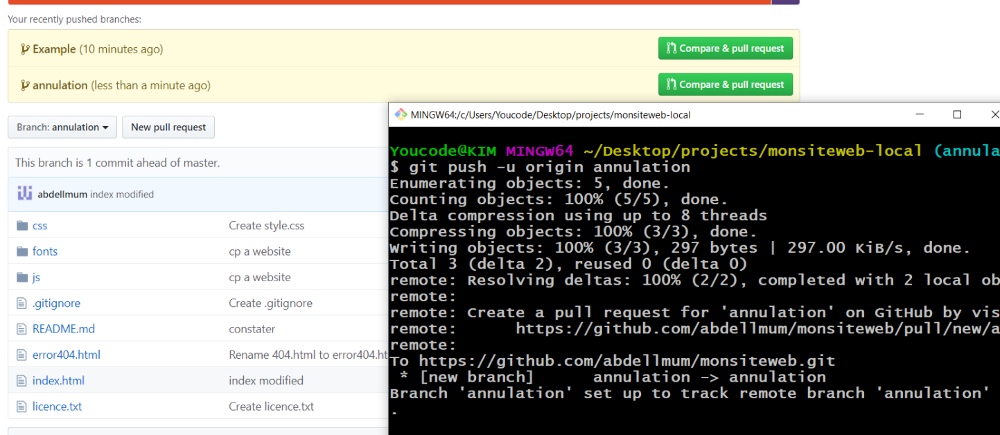 Your recently pushed branches:
Example (10 minutes ago)
Compare & pull request
annulation (less than a minute ago)
Compare & pull request
Branch: annulation
New pull request
This branch is 1 commit ahead of master.
abdellmum index modified
css Create style.css
fonts cp a website
js cp a website
.gitignore Create .gitignore
README.md constater
error404.html Rename 404.html to error404.ht
index.html index modified
licence.txt Create licence.txt
MINGW64:/c/Users/Youcode/Desktop/projects/monsiteweb-local
Youcode@KIM MINGW64 ~/Desktop/projects/monsiteweb-local (annula
$ git push -u origin annulation
Enumerating objects: 5, done.
Counting objects: 100% (5/5), done.
Delta compression using up to 8 threads
Compressing objects: 100% (3/3), done.
Writing objects: 100% (3/3), 297 bytes | 297.00 KiB/s, done.
Total 3 (delta 2), reused 0 (delta 0)
remote: Resolving deltas: 100% (2/2), completed with 2 local ob
remote:
remote: Create a pull request for 'annulation' on GitHub by vis
remote:      https://github.com/abdellmum/monsiteweb/pull/new/a
remote:
To https://github.com/abdellmum/monsiteweb.git
 * [new branch]      annulation -> annulation
Branch 'annulation' set up to track remote branch 'annulation'
.